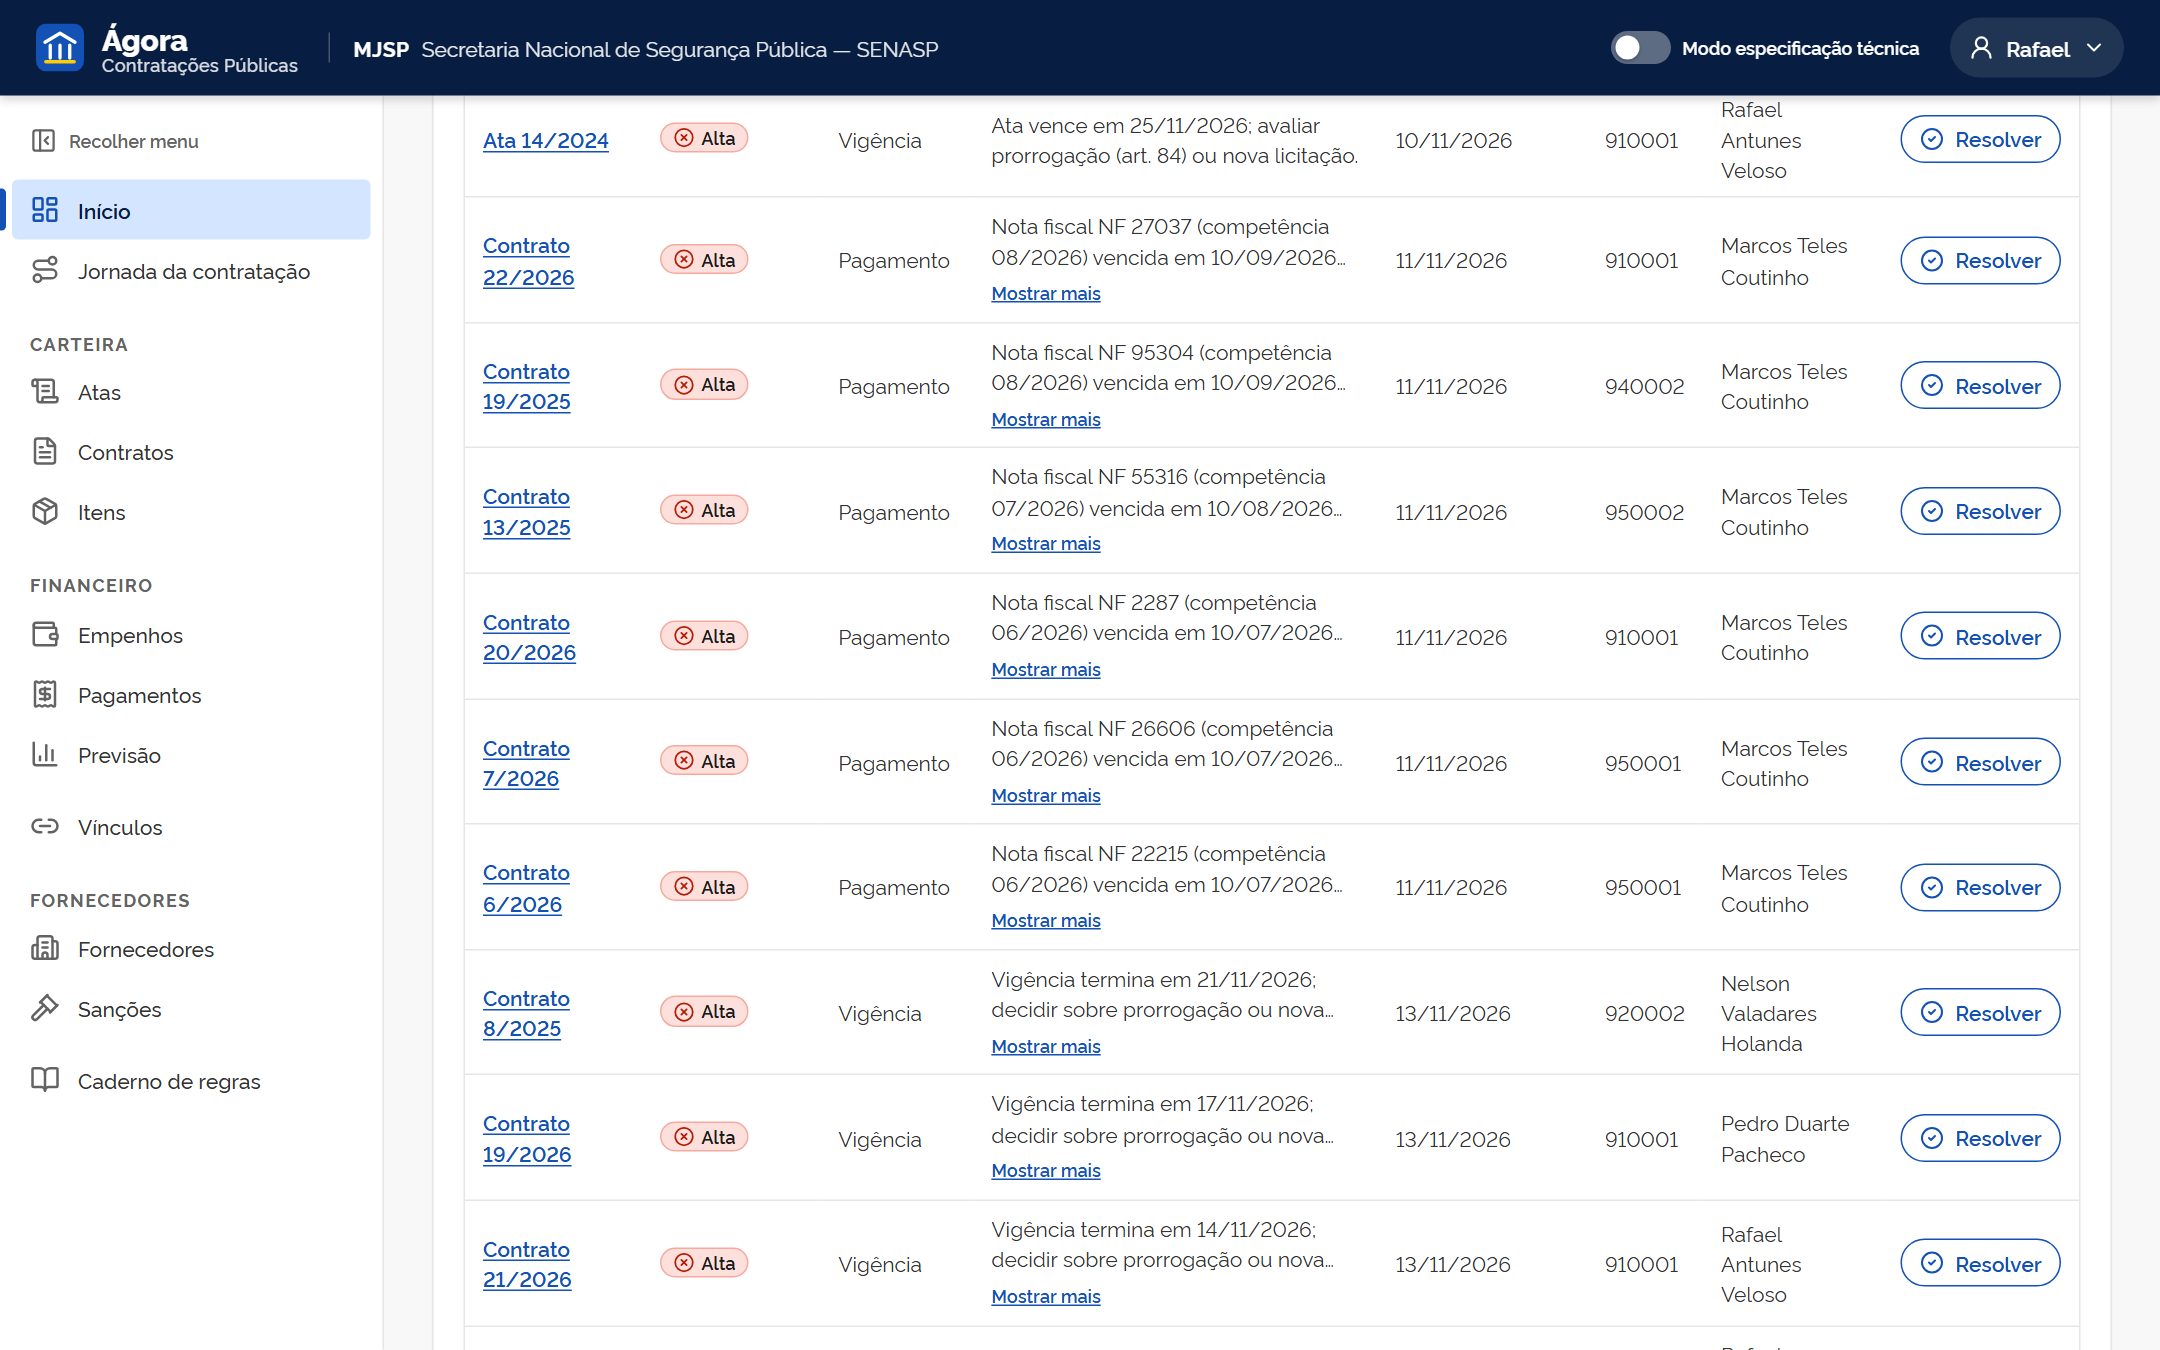 Ágora
Contratações Públicas
MJSP Secretaria Nacional de Segurança Pública — SENASP
Modo especificação técnica
Rafael
Recolher menu
Início
Jornada da contratação
CARTEIRA
Atas
Contratos
Itens
FINANCEIRO
Empenhos
Pagamentos
Previsão
Vínculos
FORNECEDORES
Fornecedores
Sanções
Caderno de regras
Ata 14/2024
Alta
Vigência
Ata vence em 25/11/2026; avaliar
prorrogação (art. 84) ou nova licitação.
10/11/2026
910001
Rafael
Antunes
Veloso
Resolver
Contrato
22/2026
Alta
Pagamento
Nota fiscal NF 27037 (competência
08/2026) vencida em 10/09/2026...
Mostrar mais
11/11/2026
910001
Marcos Teles
Coutinho
Resolver
Contrato
19/2025
Alta
Pagamento
Nota fiscal NF 95304 (competência
08/2026) vencida em 10/09/2026...
Mostrar mais
11/11/2026
940002
Marcos Teles
Coutinho
Resolver
Contrato
13/2025
Alta
Pagamento
Nota fiscal NF 55316 (competência
07/2026) vencida em 10/08/2026...
Mostrar mais
11/11/2026
950002
Marcos Teles
Coutinho
Resolver
Contrato
20/2026
Alta
Pagamento
Nota fiscal NF 2287 (competência
06/2026) vencida em 10/07/2026...
Mostrar mais
11/11/2026
910001
Marcos Teles
Coutinho
Resolver
Contrato
7/2026
Alta
Pagamento
Nota fiscal NF 26606 (competência
06/2026) vencida em 10/07/2026...
Mostrar mais
11/11/2026
950001
Marcos Teles
Coutinho
Resolver
Contrato
6/2026
Alta
Pagamento
Nota fiscal NF 22215 (competência
06/2026) vencida em 10/07/2026...
Mostrar mais
11/11/2026
950001
Marcos Teles
Coutinho
Resolver
Contrato
8/2025
Alta
Vigência
Vigência termina em 21/11/2026;
decidir sobre prorrogação ou nova...
Mostrar mais
13/11/2026
920002
Nelson
Valadares
Holanda
Resolver
Contrato
19/2026
Alta
Vigência
Vigência termina em 17/11/2026;
decidir sobre prorrogação ou nova...
Mostrar mais
13/11/2026
910001
Pedro Duarte
Pacheco
Resolver
Contrato
21/2026
Alta
Vigência
Vigência termina em 14/11/2026;
decidir sobre prorrogação ou nova...
Mostrar mais
13/11/2026
910001
Rafael
Antunes
Veloso
Resolver